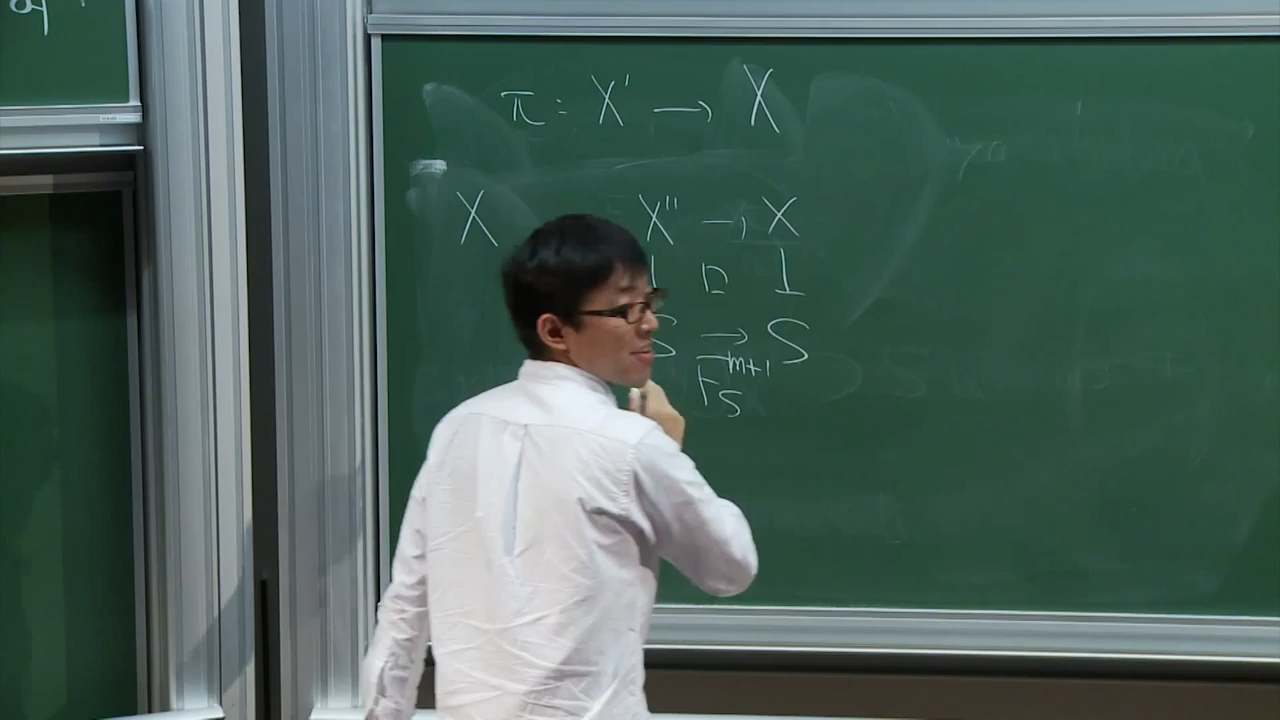 π : X' → X
X X'' → X
↓ □ ↓
S → S
F_S^{m+1}